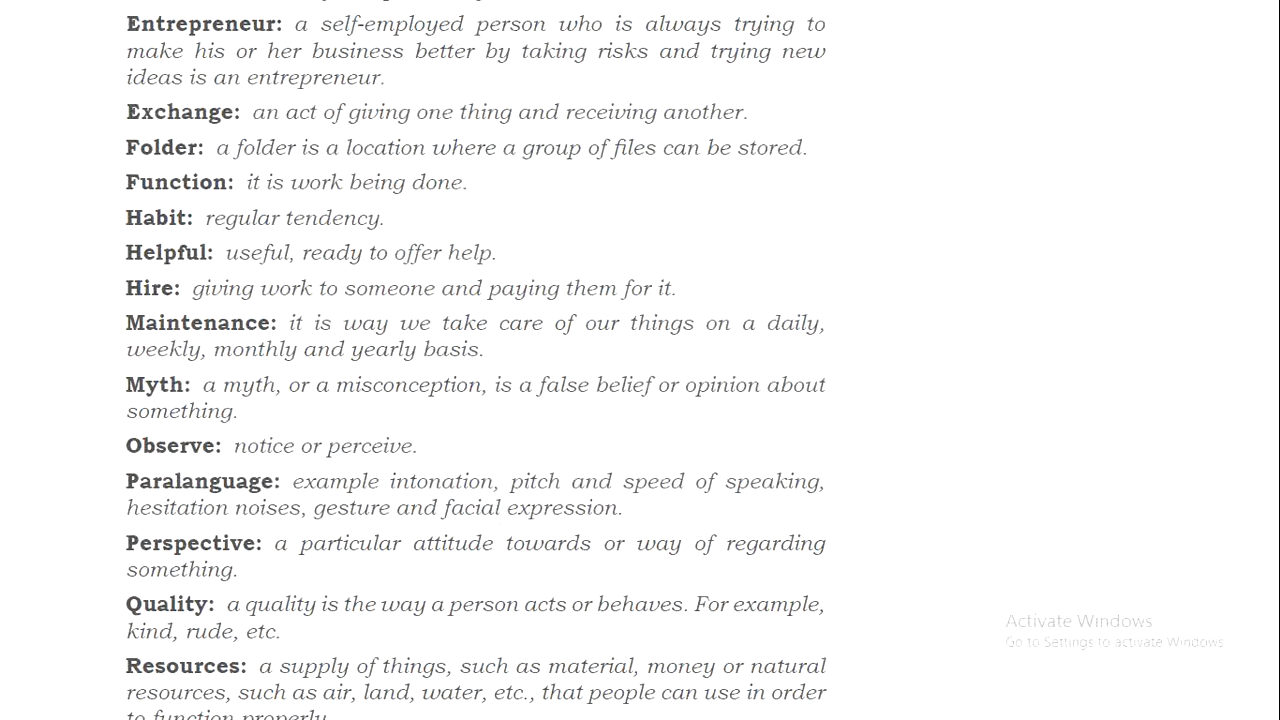 Entrepreneur: a self-employed person who is always trying to
make his or her business better by taking risks and trying new
ideas is an entrepreneur.
Exchange: an act of giving one thing and receiving another.
Folder: a folder is a location where a group of files can be stored.
Function: it is work being done.
Habit: regular tendency.
Helpful: useful, ready to offer help.
Hire: giving work to someone and paying them for it.
Maintenance: it is way we take care of our things on a daily,
weekly, monthly and yearly basis.
Myth: a myth, or a misconception, is a false belief or opinion about
something.
Observe: notice or perceive.
Paralanguage: example intonation, pitch and speed of speaking,
hesitation noises, gesture and facial expression.
Perspective: a particular attitude towards or way of regarding
something.
Quality: a quality is the way a person acts or behaves. For example,
kind, rude, etc.
Resources: a supply of things, such as material, money or natural
resources, such as air, land, water, etc., that people can use in order
to function properly.
Activate Windows
Go to Settings to activate Windows.